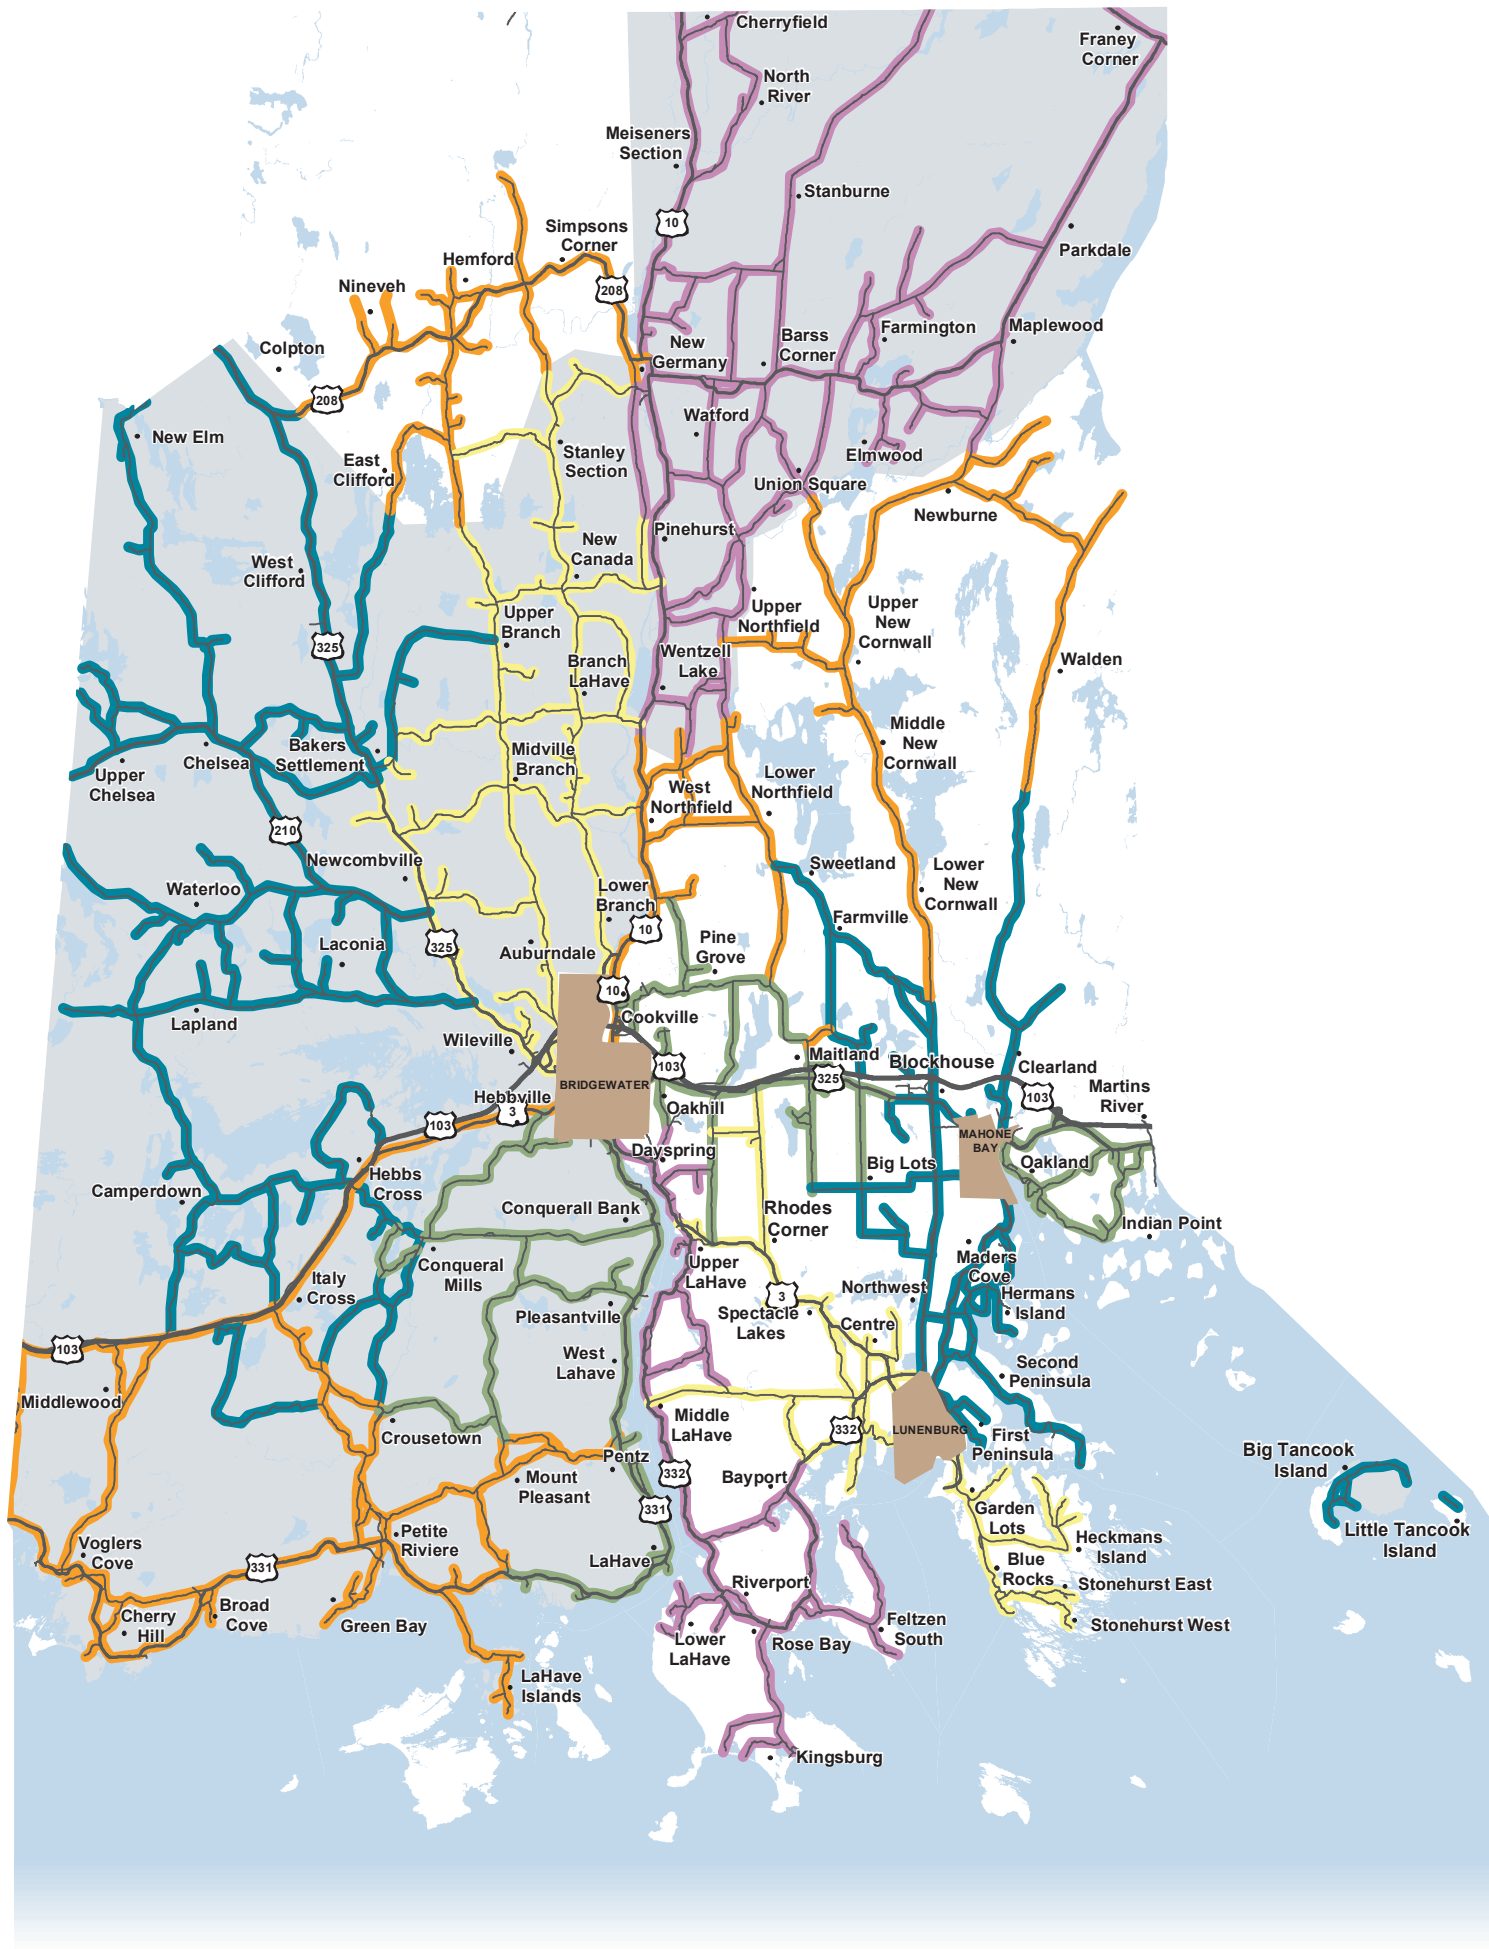 Cherryfield
Franey
Corner
North
River
Meiseners
Section
Stanburne
10
Simpsons
Corner
Parkdale
Hemford
Nineveh
208
Farmington
Maplewood
Barss
Corner
New
Germany
Colpton
208
Watford
New Elm
Stanley
Section
Elmwood
East
Clifford
Union Square
Newburne
Pinehurst
New
Canada
West
Clifford
Upper
Branch
Upper
Northfield
Upper
New
Cornwall
325
Branch
LaHave
Wentzell
Lake
Walden
Middle
New
Cornwall
Bakers
Settlement
Chelsea
Midville
Branch
Upper
Chelsea
West
Northfield
Lower
Northfield
210
Newcombville
Sweetland
Lower
New
Cornwall
Waterloo
Lower
Branch
Farmville
10
325
Laconia
Auburndale
Pine
Grove
10
Lapland
Cookville
Wileville
Maitland
Blockhouse
Clearland
103
325
BRIDGEWATER
Martins
River
103
Hebbville
3
103
Oakhill
MAHONE
BAY
Dayspring
Big Lots
Oakland
Hebbs
Cross
Camperdown
Conquerall Bank
Rhodes
Corner
Indian Point
Conqueral
Mills
Upper
LaHave
Maders
Cove
Italy
Cross
Northwest
Hermans
Island
3
Pleasantville
Spectacle
Lakes
Centre
103
West
Lahave
Second
Peninsula
Middlewood
Middle
LaHave
332
LUNENBURG
First
Peninsula
Crousetown
Pentz
Big Tancook
Island
332
Bayport
Mount
Pleasant
331
Garden
Lots
Little Tancook
Island
Petite
Riviere
Heckmans
Island
Voglers
Cove
331
LaHave
Blue
Rocks
Riverport
Stonehurst East
Cherry
Hill
Broad
Cove
Green Bay
Feltzen
South
Stonehurst West
Lower
LaHave
Rose Bay
LaHave
Islands
Kingsburg